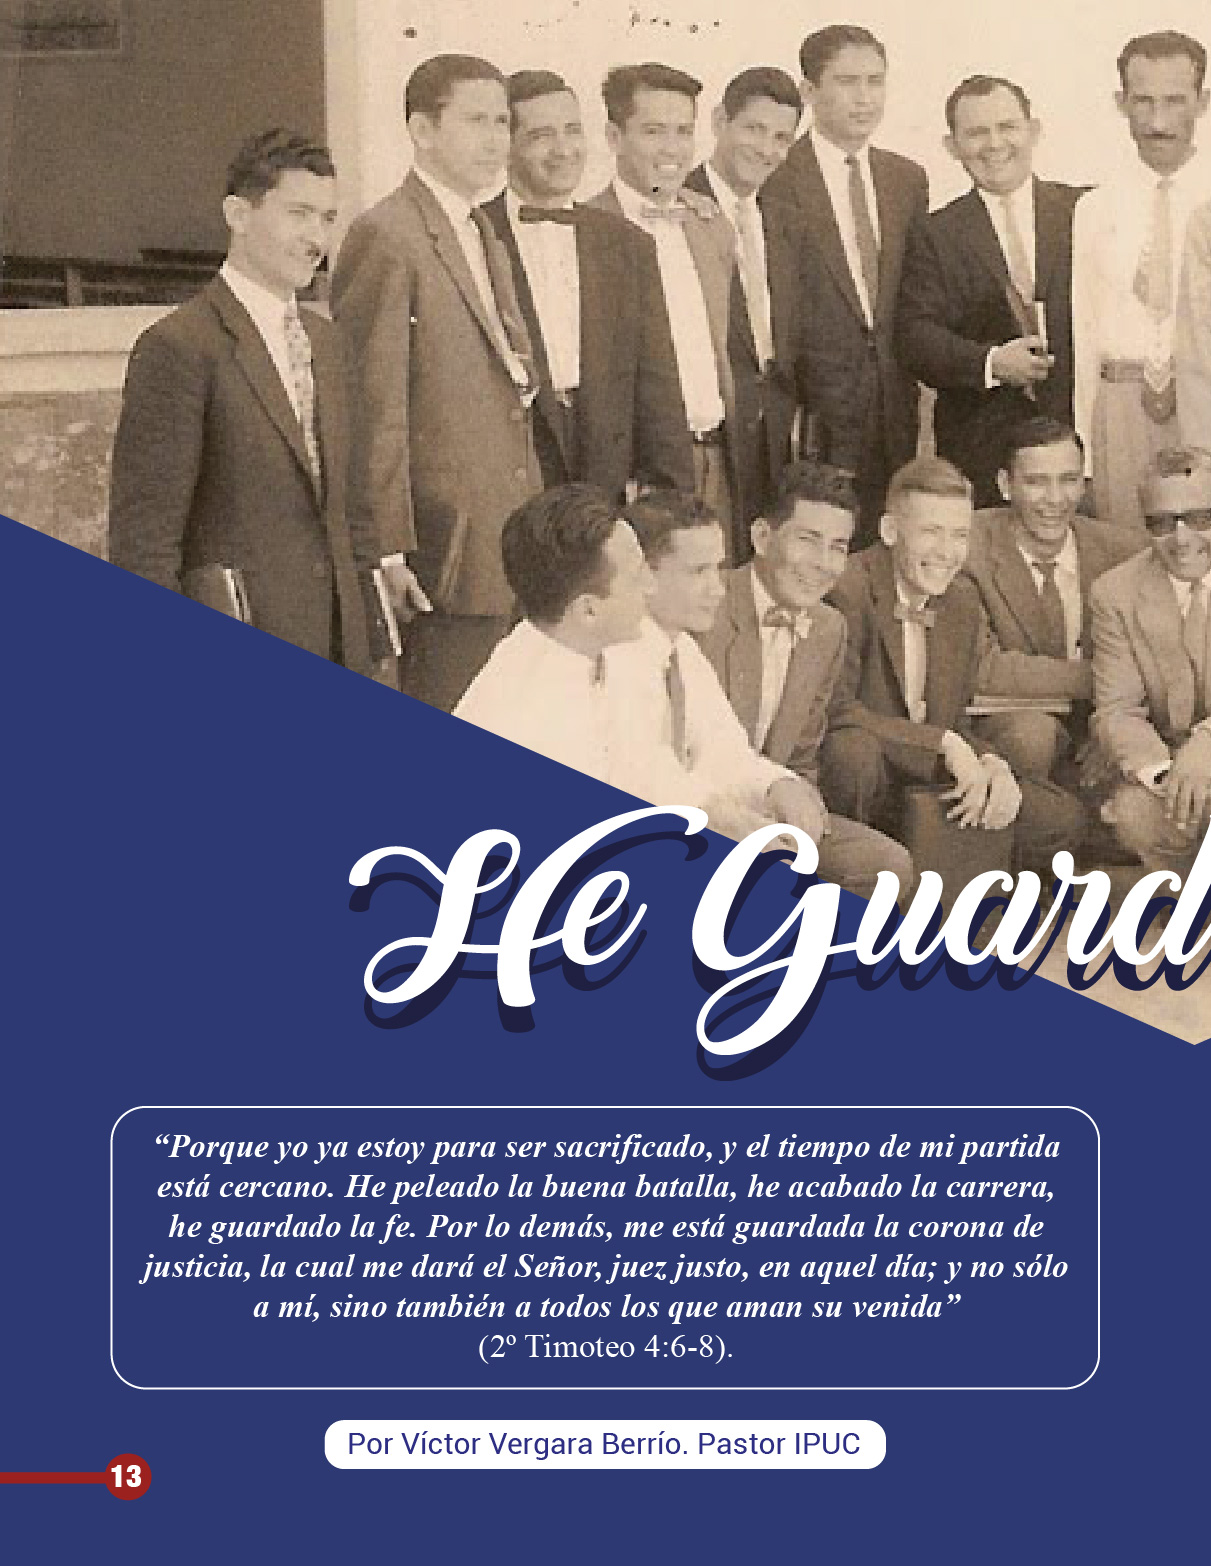 He Guard
“Porque yo ya estoy para ser sacrificado, y el tiempo de mi partida
está cercano. He peleado la buena batalla, he acabado la carrera,
he guardado la fe. Por lo demás, me está guardada la corona de
justicia, la cual me dará el Señor, juez justo, en aquel día; y no sólo
a mí, sino también a todos los que aman su venida”
(2º Timoteo 4:6-8).
Por Víctor Vergara Berrío. Pastor IPUC
13